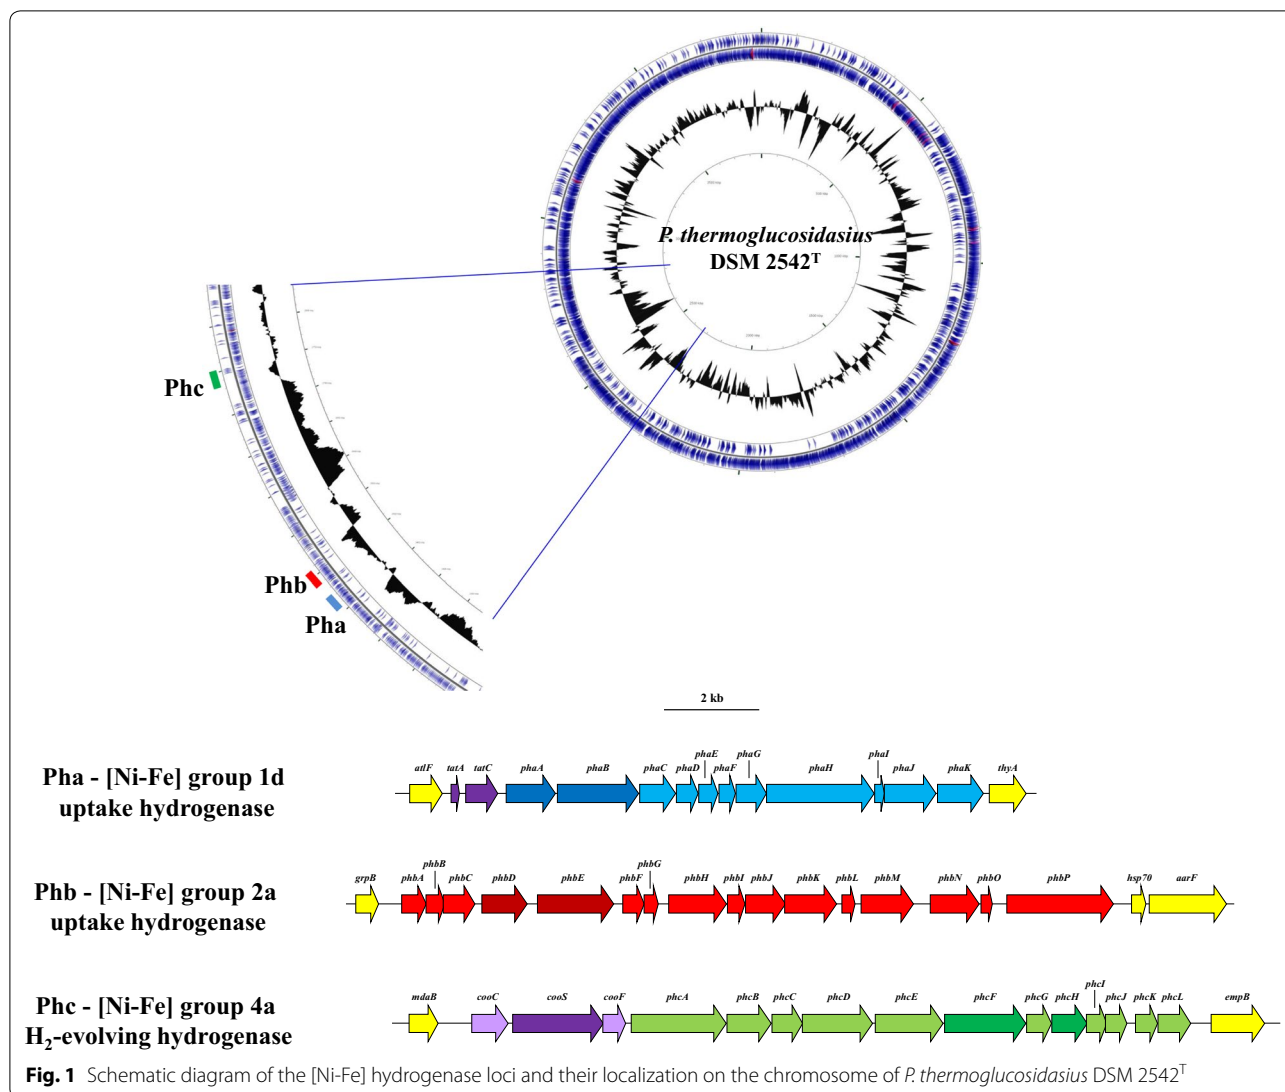 P. thermoglucosidasius
DSM 2542ᵀ
Phc
Phb
Pha
2 kb
Pha - [Ni-Fe] group 1d
uptake hydrogenase
atlF tatA tatC phaA phaB phaC phaD phaE phaF phaG phaH phaI phaJ phaK thyA
Phb - [Ni-Fe] group 2a
uptake hydrogenase
grpB phbA phbB phbC phbD phbE phbF phbG phbH phbI phbJ phbK phbL phbM phbN phbO phbP hsp70 aarF
Phc - [Ni-Fe] group 4a
H₂-evolving hydrogenase
mdaB cooC cooS cooF phcA phcB phcC phcD phcE phcF phcG phcH phcI phcJ phcK phcL empB
Fig. 1 Schematic diagram of the [Ni-Fe] hydrogenase loci and their localization on the chromosome of P. thermoglucosidasius DSM 2542ᵀ